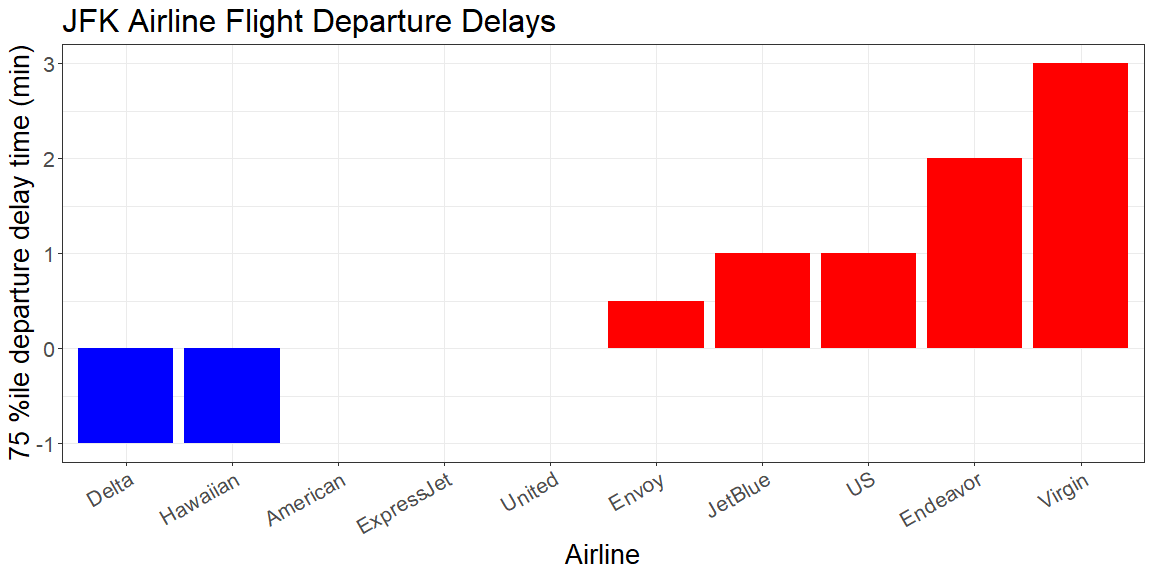 JFK Airline Flight Departure Delays
75 %ile departure delay time (min)
3
2
1
0
-1
Delta
Hawaiian
American
ExpressJet
United
Envoy
JetBlue
US
Endeavor
Virgin
Airline